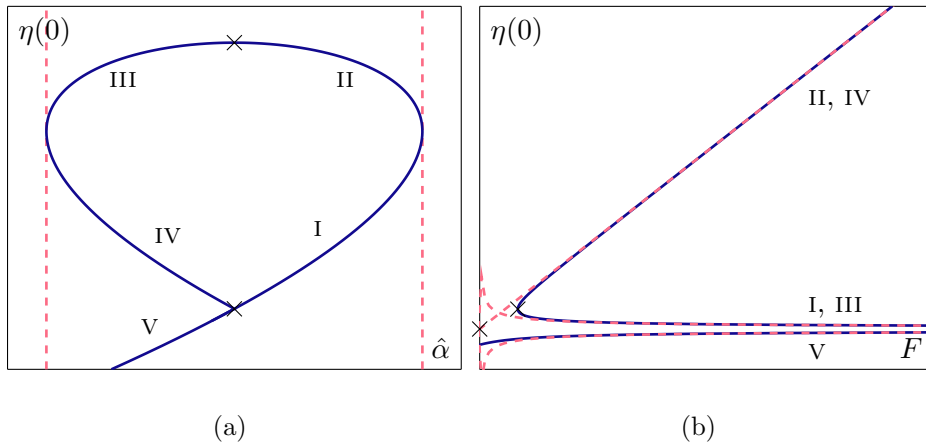 η(0)
III
II
IV
I
V
α̂
(a)
η(0)
II, IV
I, III
V
F
(b)